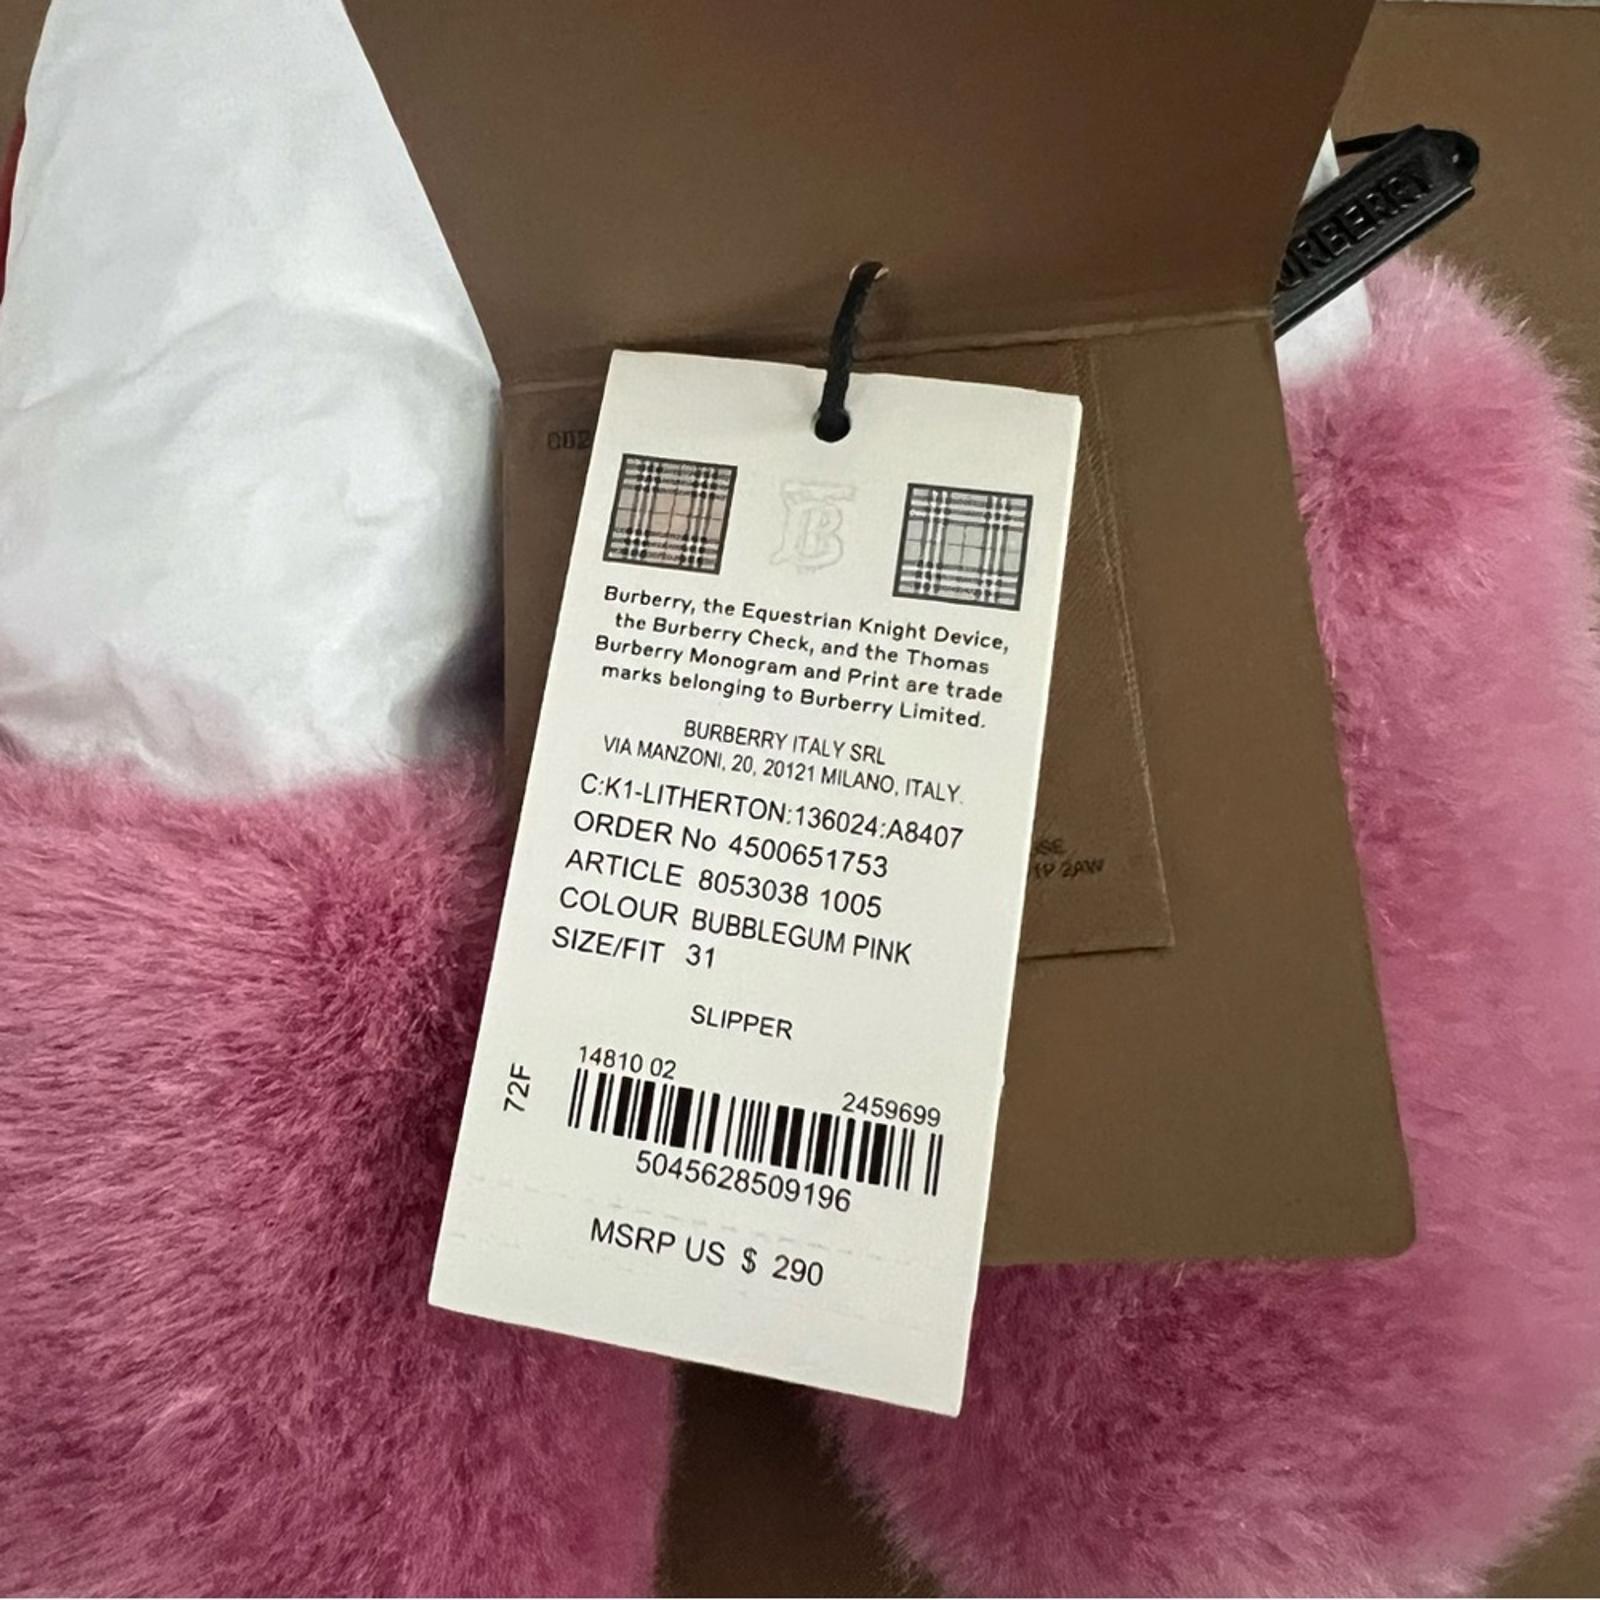 BURBERRY
Burberry, the Equestrian Knight Device,
the Burberry Check, and the Thomas
Burberry Monogram and Print are trade
marks belonging to Burberry Limited.
BURBERRY ITALY SRL
VIA MANZONI, 20, 20121 MILANO, ITALY.
C:K1-LITHERTON:136024:A8407
ORDER No 4500651753
ARTICLE 8053038 1005
COLOUR BUBBLEGUM PINK
SIZE/FIT 31
SLIPPER
72F
14810 02
2459699
5045628509196
MSRP US $ 290